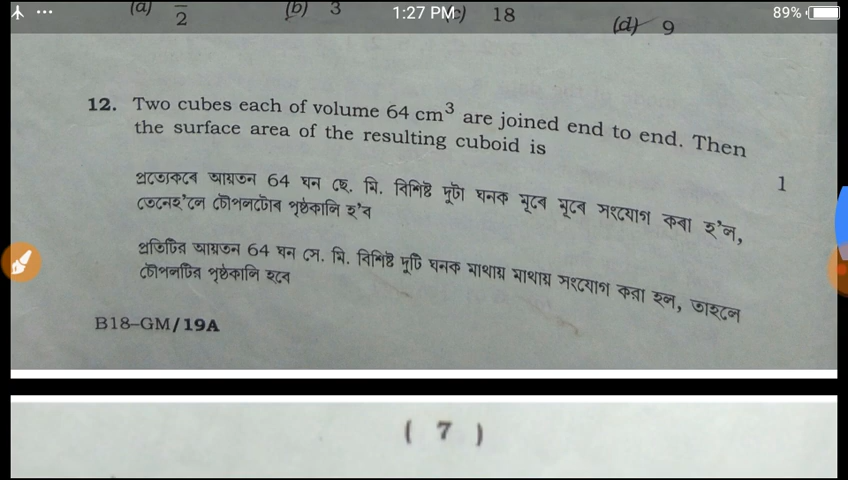 (a) 2 (b) 3 (c) 18 (d) 9
1:27 PM
89%
12. Two cubes each of volume 64 cm³ are joined end to end. Then
the surface area of the resulting cuboid is
1
প্ৰত্যেকৰে আয়তন 64 ঘন ছে. মি. বিশিষ্ট দুটা ঘনক মূৰে মূৰে সংযোগ কৰা হ’ল,
তেনেহ’লে চৌপলটোৰ পৃষ্ঠকালি হ’ব
প্রতিটির আয়তন 64 ঘন সে. মি. বিশিষ্ট দুটি ঘনক মাথায় মাথায় সংযোগ করা হল, তাহলে
চৌপলটির পৃষ্ঠকালি হবে
B18–GM/19A
( 7 )